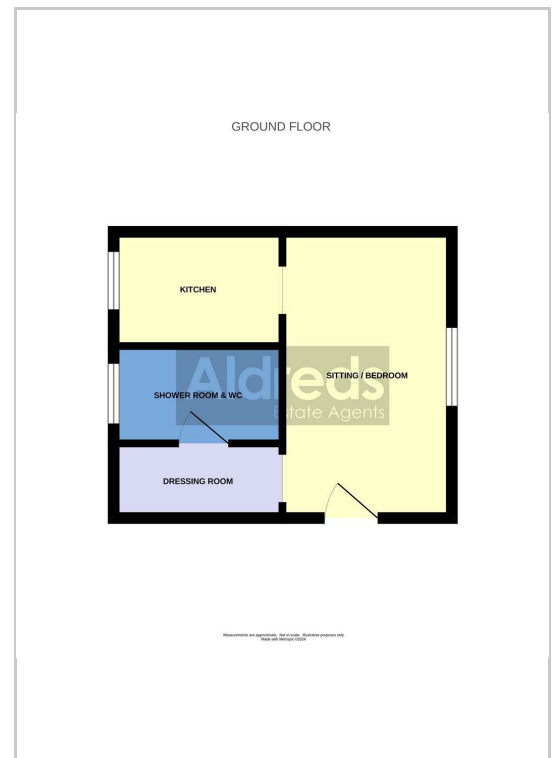 GROUND FLOOR
KITCHEN
SITTING / BEDROOM
Aldreds
Estate Agents
SHOWER ROOM & WC
DRESSING ROOM
Measurements are approximate. Not to scale. Illustrative purposes only
Made with Metropix ©2024